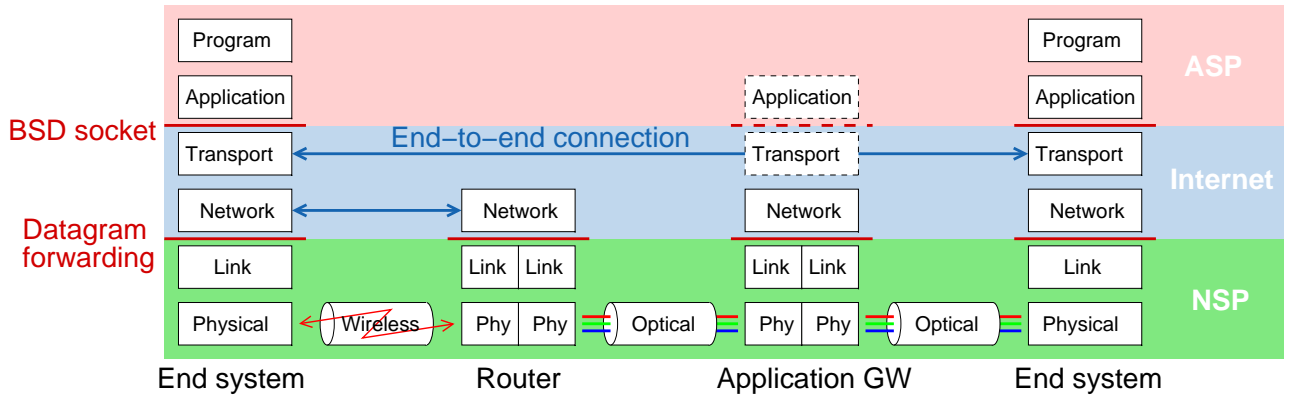 Program
Program
ASP
Application
Application
Application
BSD socket
End-to-end connection
Transport
Transport
Transport
Internet
Network
Network
Network
Network
Datagram
forwarding
Link
Link Link
Link Link
Link
NSP
Physical
Wireless
Phy Phy
Optical
Phy Phy
Optical
Physical
End system
Router
Application GW
End system